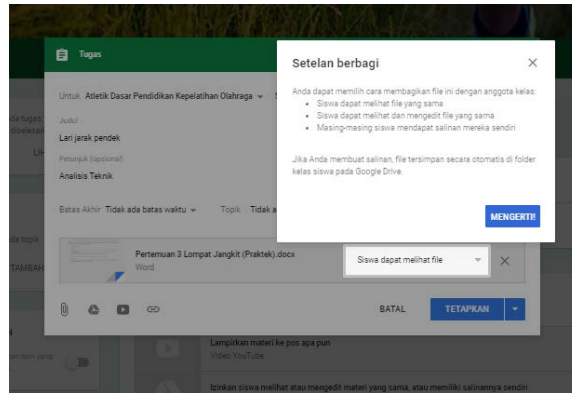 Tugas
Setelan berbagi
Anda dapat memilih cara membagikan file ini dengan anggota kelas:
Siswa dapat melihat file yang sama
Siswa dapat melihat dan mengedit file yang sama
Masing-masing siswa mendapat salinan mereka sendiri
Jika Anda membuat salinan, file tersimpan secara otomatis di folder
kelas siswa pada Google Drive.
MENGERTI!
Untuk Atletik Dasar Pendidikan Kepelatihan Olahraga
Judul
Lari jarak pendek
Petunjuk (opsional)
Analisis Teknik
Batas Akhir Tidak ada batas waktu Topik Tidak a
Pertemuan 3 Lompat Jangkit (Praktek).docx
Word
Siswa dapat melihat file
BATAL
TETAPKAN
da topik
TAMBAH
Lampirkan materi ke pos apa pun
Video YouTube
Izinkan siswa melihat atau mengedit materi yang sama, atau memiliki salinannya sendiri